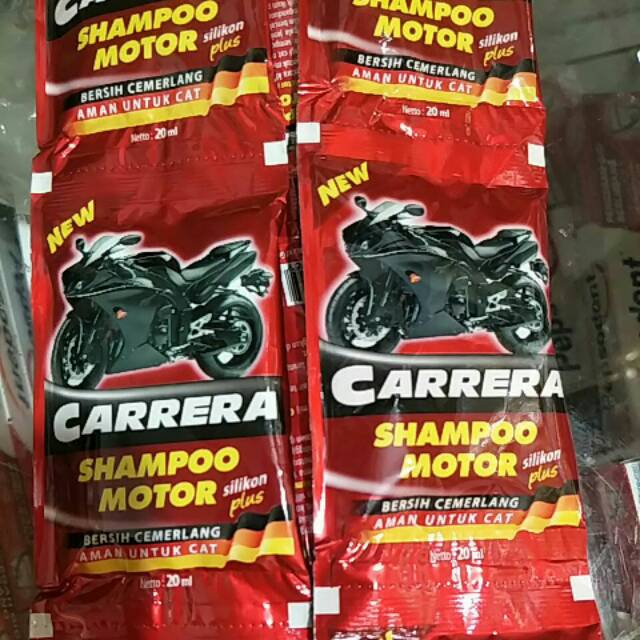 SHAMPOO
MOTOR silikon
plus
BERSIH CEMERLANG
AMAN UNTUK CAT
Netto : 20 ml
SHAMPOO
MOTOR silikon
plus
BERSIH CEMERLANG
AMAN UNTUK CAT
Netto : 20 ml
NEW
CARRERA
SHAMPOO
MOTOR silikon
plus
BERSIH CEMERLANG
AMAN UNTUK CAT
Netto : 20 ml
NEW
CARRERA
SHAMPOO
MOTOR silikon
plus
BERSIH CEMERLANG
AMAN UNTUK CAT
Netto : 20 ml